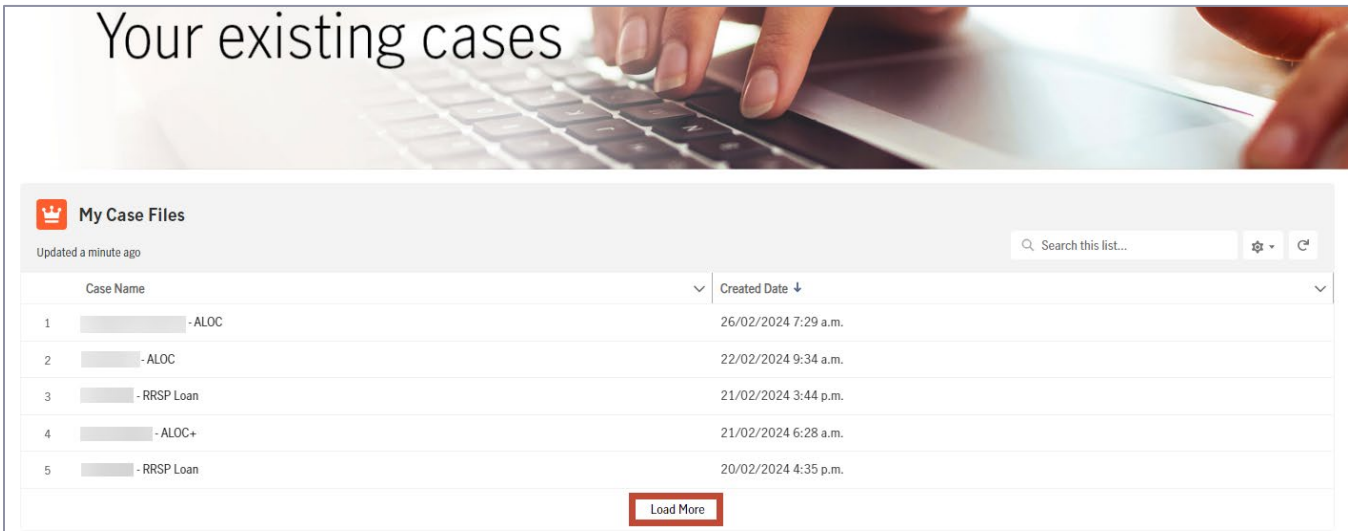 Your existing cases
My Case Files
Updated a minute ago
Search this list...
Case Name Created Date
1 - ALOC 26/02/2024 7:29 a.m.
2 - ALOC 22/02/2024 9:34 a.m.
3 - RRSP Loan 21/02/2024 3:44 p.m.
4 - ALOC+ 21/02/2024 6:28 a.m.
5 - RRSP Loan 20/02/2024 4:35 p.m.
Load More